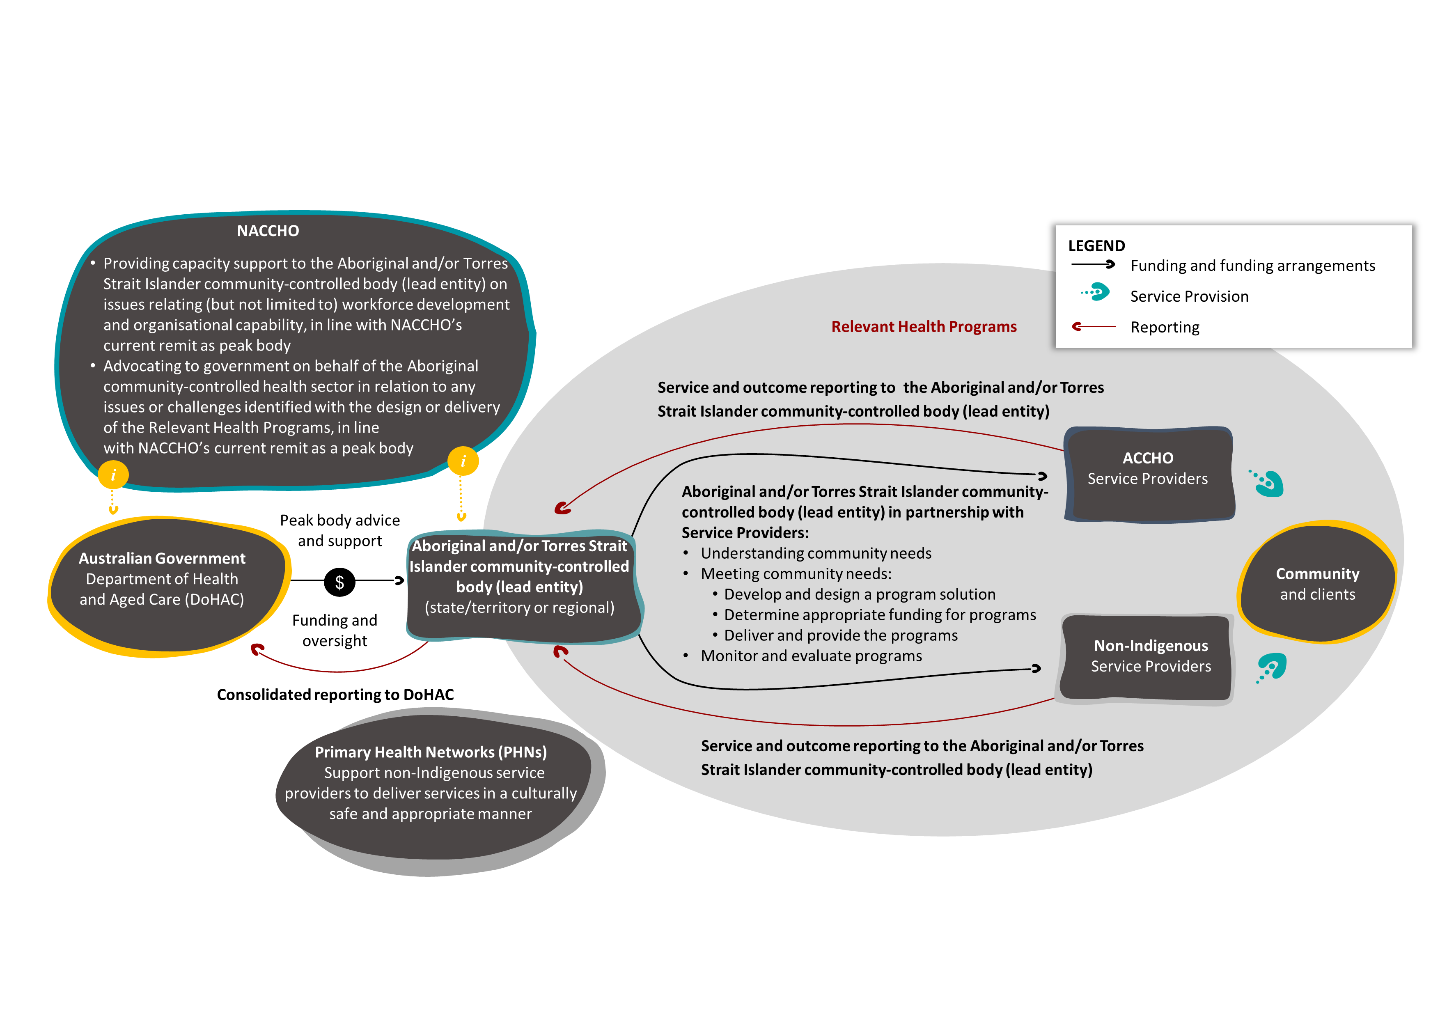 NACCHO
• Providing capacity support to the Aboriginal and/or Torres
Strait Islander community-controlled body (lead entity) on
issues relating (but not limited to) workforce development
and organisational capability, in line with NACCHO's
current remit as peak body
• Advocating to government on behalf of the Aboriginal
community-controlled health sector in relation to any
issues or challenges identified with the design or delivery
of the Relevant Health Programs, in line
with NACCHO's current remit as a peak body
i
i
LEGEND
Funding and funding arrangements
Service Provision
Reporting
Relevant Health Programs
Service and outcome reporting to the Aboriginal and/or Torres
Strait Islander community-controlled body (lead entity)
Australian Government
Department of Health
and Aged Care (DoHAC)
Peak body advice
and support
$
Funding and
oversight
Consolidated reporting to DoHAC
Aboriginal and/or Torres Strait
Islander community-controlled
body (lead entity)
(state/territory or regional)
Aboriginal and/or Torres Strait Islander community-
controlled body (lead entity) in partnership with
Service Providers:
• Understanding community needs
• Meeting community needs:
• Develop and design a program solution
• Determine appropriate funding for programs
• Deliver and provide the programs
• Monitor and evaluate programs
ACCHO
Service Providers
Non-Indigenous
Service Providers
Community
and clients
Service and outcome reporting to the Aboriginal and/or Torres
Strait Islander community-controlled body (lead entity)
Primary Health Networks (PHNs)
Support non-Indigenous service
providers to deliver services in a culturally
safe and appropriate manner